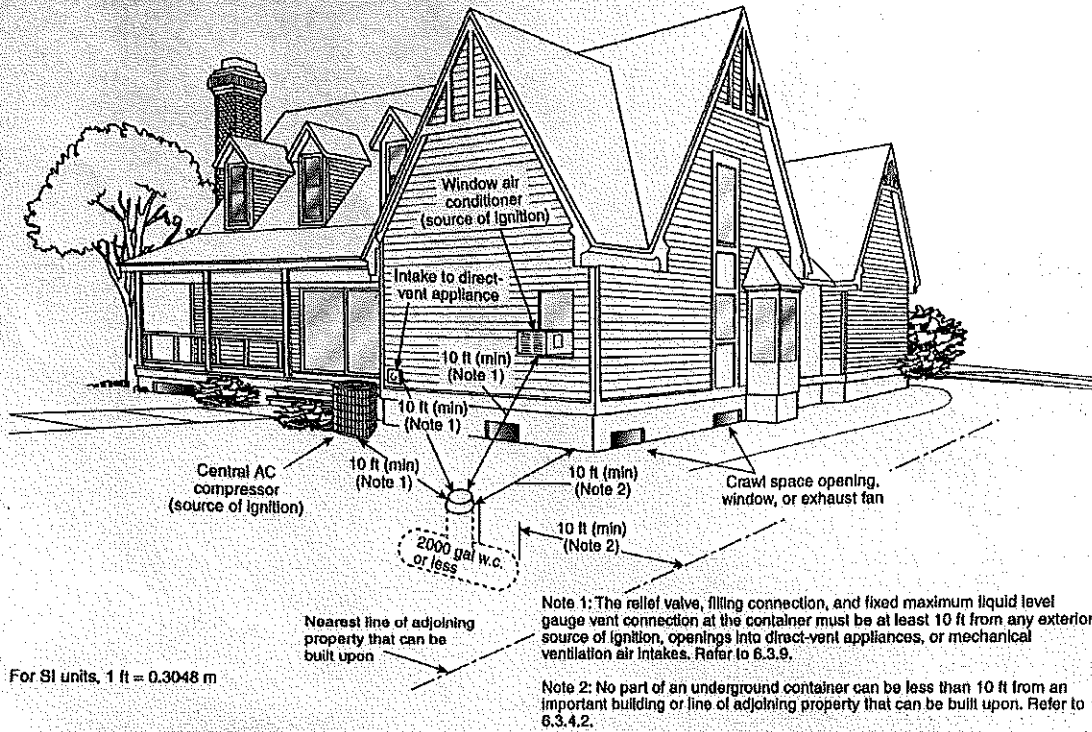 Window air
conditioner
(source of ignition)
Intake to direct-
vent appliance
10 ft (min)
(Note 1)
10 ft (min)
(Note 1)
Central AC
compressor
(source of ignition)
10 ft (min)
(Note 1)
10 ft (min)
(Note 2)
Crawl space opening,
window, or exhaust fan
2000 gal w.c.
or less
10 ft (min)
(Note 2)
Nearest line of adjoining
property that can be
built upon
For SI units, 1 ft = 0.3048 m
Note 1: The relief valve, filling connection, and fixed maximum liquid level
gauge vent connection at the container must be at least 10 ft from any exterior
source of ignition, openings into direct-vent appliances, or mechanical
ventilation air intakes. Refer to 6.3.9.
Note 2: No part of an underground container can be less than 10 ft from an
important building or line of adjoining property that can be built upon. Refer to
6.3.4.2.